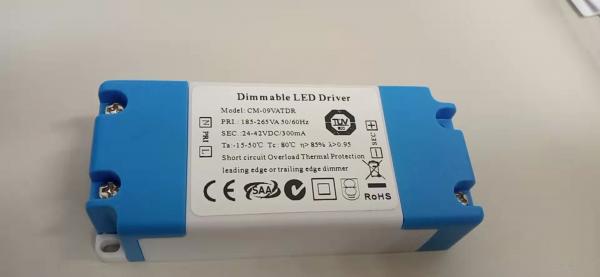 Dimmable LED Driver
Model: CM-09VATDR
PRI.: 185-265VA 50/60Hz
SEC.:24-42VDC/300mA
Ta:-15-50℃ Tc: 80℃ η> 85% λ>0.95
Short circuit Overload Thermal Protection
leading edge or trailing edge dimmer
N
PRI
L
TÜV
SEC
+
-
CE
SAA
RoHS